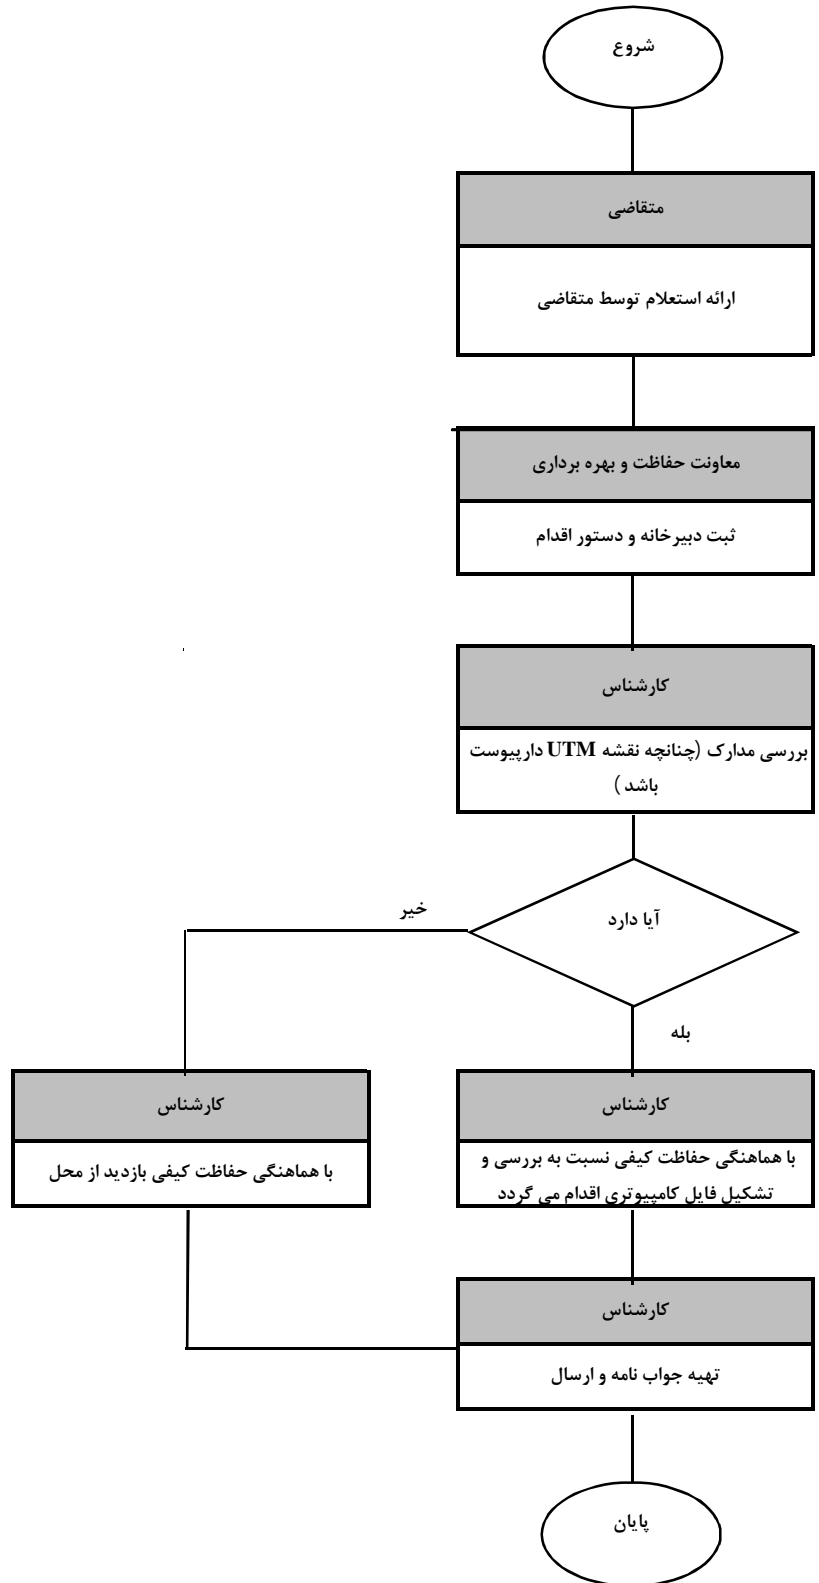 شروع
متقاضی
ارائه استعلام توسط متقاضی
معاونت حفاظت و بهره برداری
ثبت دبیرخانه و دستور اقدام
کارشناس
بررسی مدارک (چنانچه نقشه UTM دارپیوست
باشد )
آیا دارد
خیر
بله
کارشناس
با هماهنگی حفاظت کیفی نسبت به بررسی و
تشکیل فایل کامپیوتری اقدام می گردد
کارشناس
با هماهنگی حفاظت کیفی بازدید از محل
کارشناس
تهیه جواب نامه و ارسال
پایان